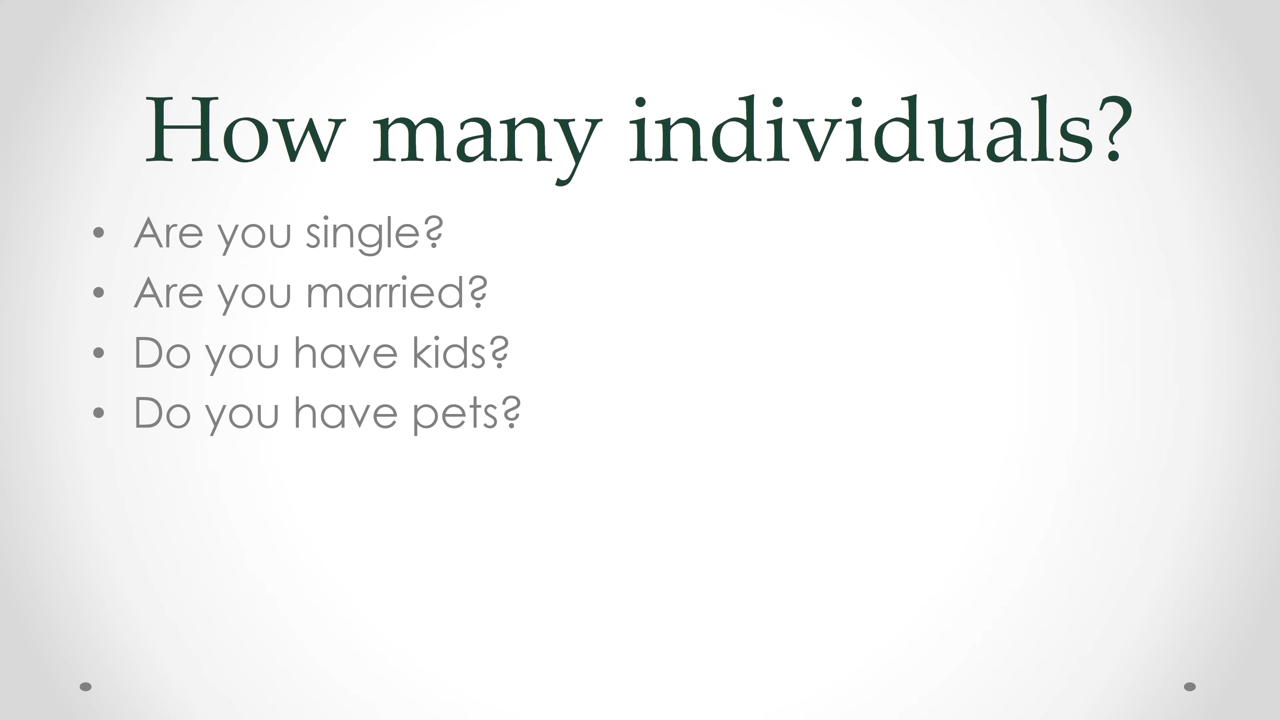 How many individuals?
• Are you single?
• Are you married?
• Do you have kids?
• Do you have pets?